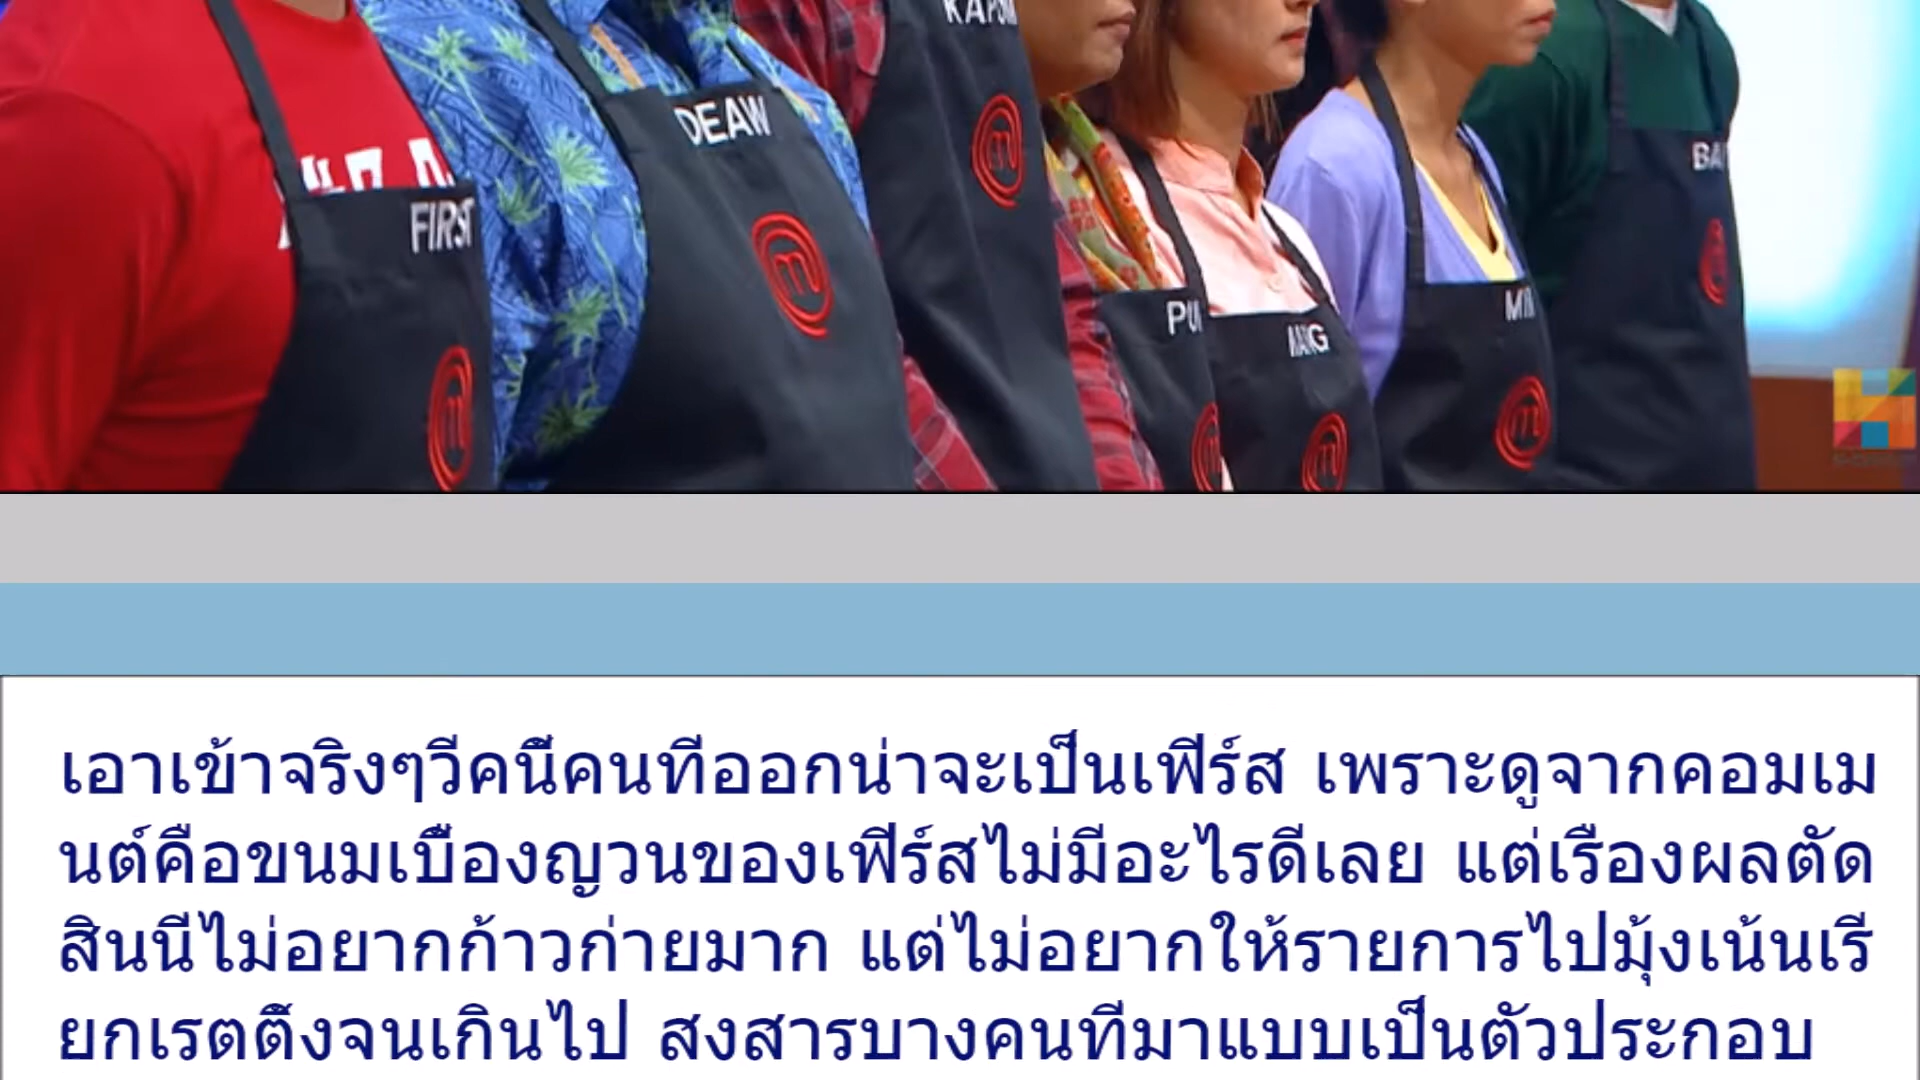 DEAW
FIRST
เอาเข้าจริงๆวีคนี้คนที่ออกน่าจะเป็นเฟิร์ส เพราะดูจากคอมเม
นต์คือขนมเบื้องญวนของเฟิร์สไม่มีอะไรดีเลย แต่เรื่องผลตัด
สินนี้ไม่อยากก้าวก่ายมาก แต่ไม่อยากให้รายการไปมุ้งเน้นเรี
ยกเรตติ้งจนเกินไป สงสารบางคนที่มาแบบเป็นตัวประกอบ